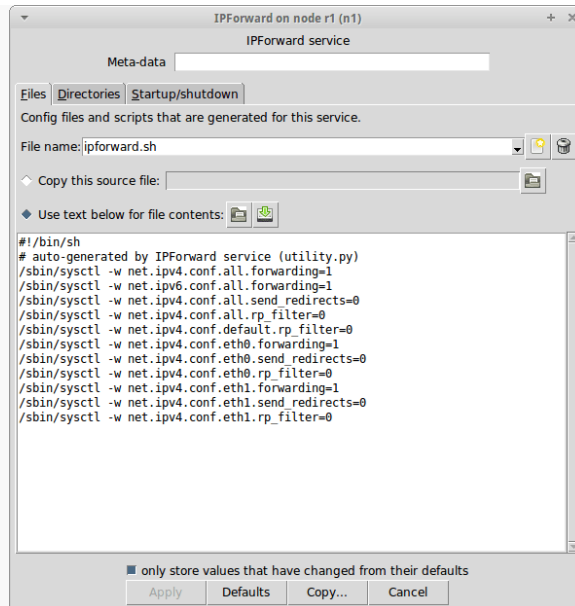 IPForward on node r1 (n1)
IPForward service
Meta-data
Files Directories Startup/shutdown
Config files and scripts that are generated for this service.
File name: ipforward.sh
Copy this source file:
Use text below for file contents:
#!/bin/sh
# auto-generated by IPForward service (utility.py)
/sbin/sysctl -w net.ipv4.conf.all.forwarding=1
/sbin/sysctl -w net.ipv6.conf.all.forwarding=1
/sbin/sysctl -w net.ipv4.conf.all.send_redirects=0
/sbin/sysctl -w net.ipv4.conf.all.rp_filter=0
/sbin/sysctl -w net.ipv4.conf.default.rp_filter=0
/sbin/sysctl -w net.ipv4.conf.eth0.forwarding=1
/sbin/sysctl -w net.ipv4.conf.eth0.send_redirects=0
/sbin/sysctl -w net.ipv4.conf.eth0.rp_filter=0
/sbin/sysctl -w net.ipv4.conf.eth1.forwarding=1
/sbin/sysctl -w net.ipv4.conf.eth1.send_redirects=0
/sbin/sysctl -w net.ipv4.conf.eth1.rp_filter=0
only store values that have changed from their defaults
Apply Defaults Copy... Cancel